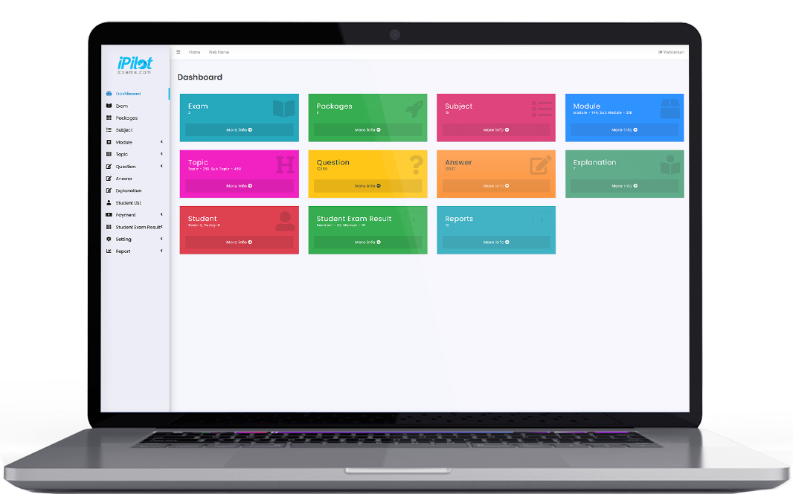 iPilot
exams.com
Home Web Home
Dashboard
Dashboard
Exam
Packages
Subject
Module
Topic
Question
Answer
Explanation
Student List
Payment
Student Exam Result
Setting
Report
Exam
More info
Packages
More info
Subject
More info
Module
More info
Topic
More info
Question
More info
Answer
More info
Explanation
More info
Student
More info
Student Exam Result
More info
Reports
More info